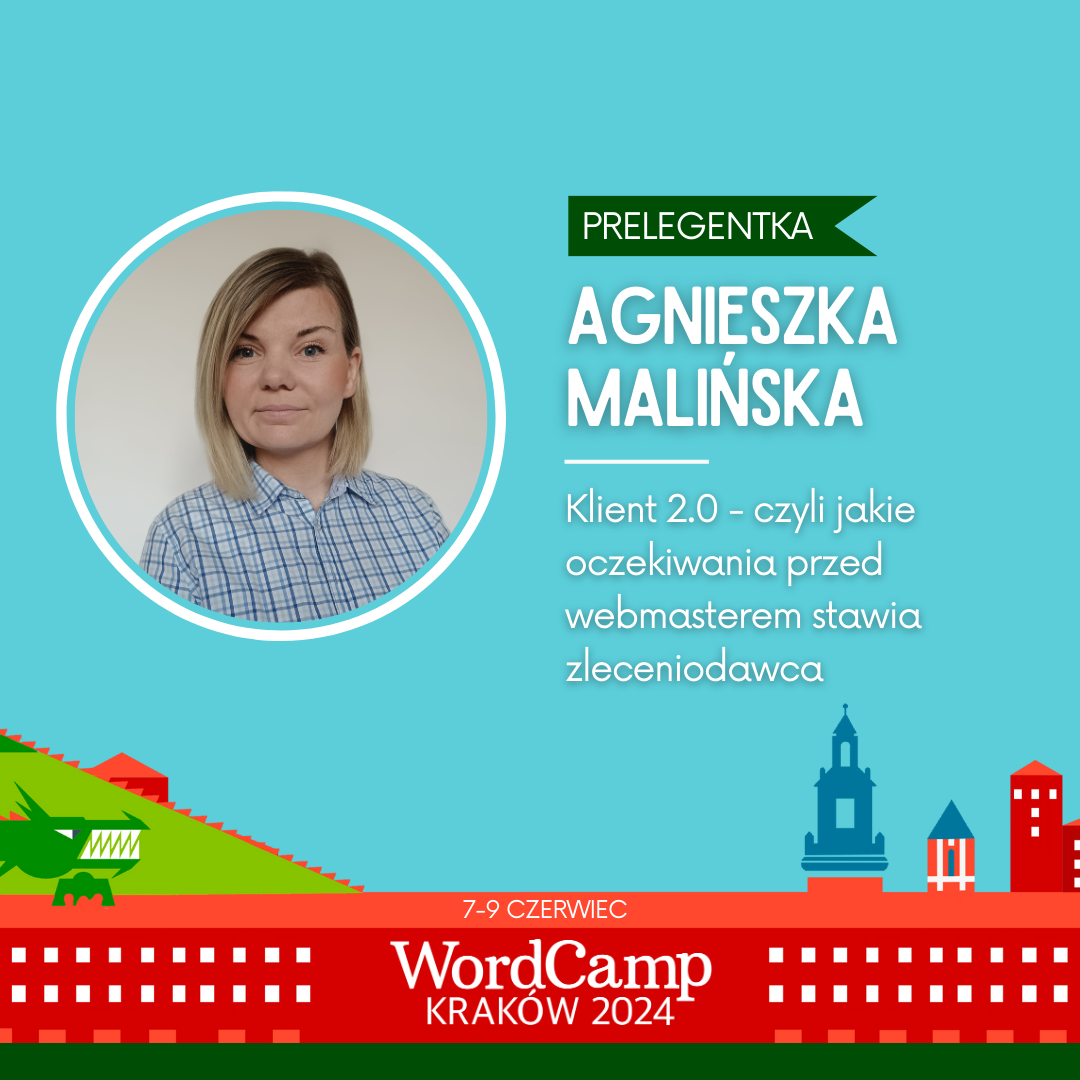 PRELEGENTKA
AGNIESZKA
MALIŃSKA
Klient 2.0 - czyli jakie
oczekiwania przed
webmasterem stawia
zleceniodawca
7-9 CZERWIEC
WordCamp
KRAKÓW 2024